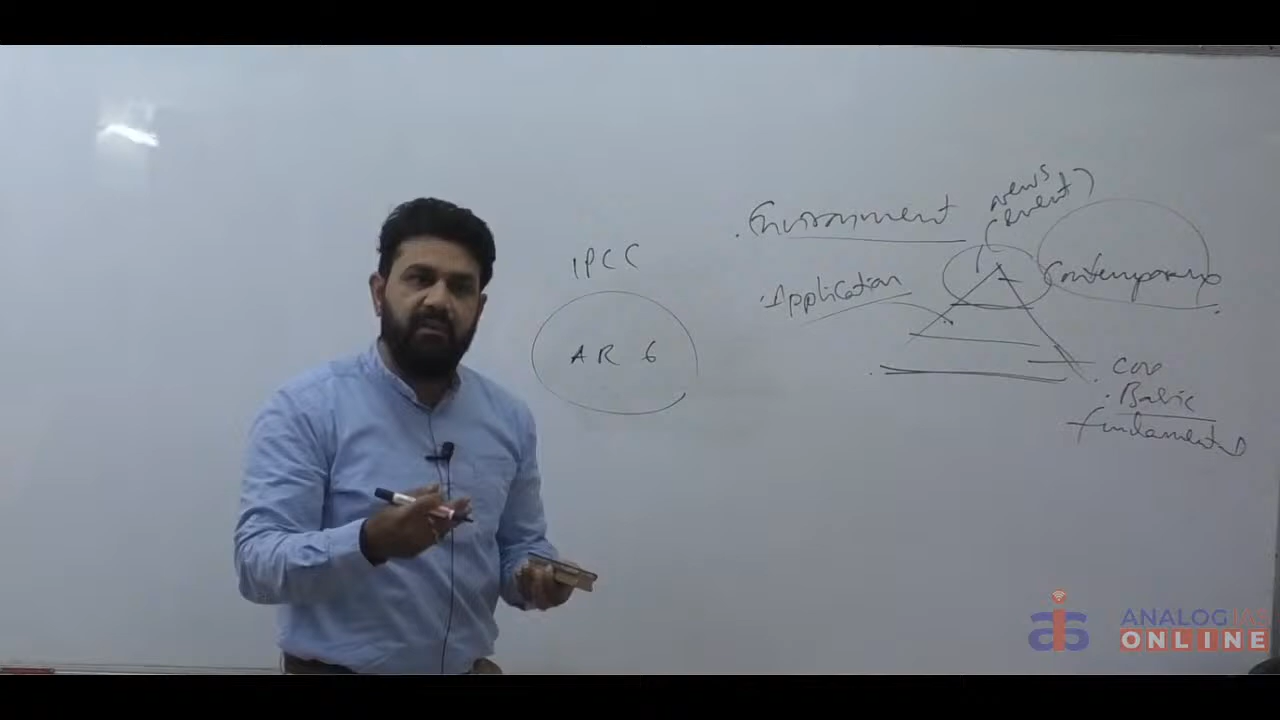 IPCC
AR 6
. Environment
news
(event)
. Application
Contemporary
. Core
. Basic
fundamental
ANALOG IAS
ONLINE